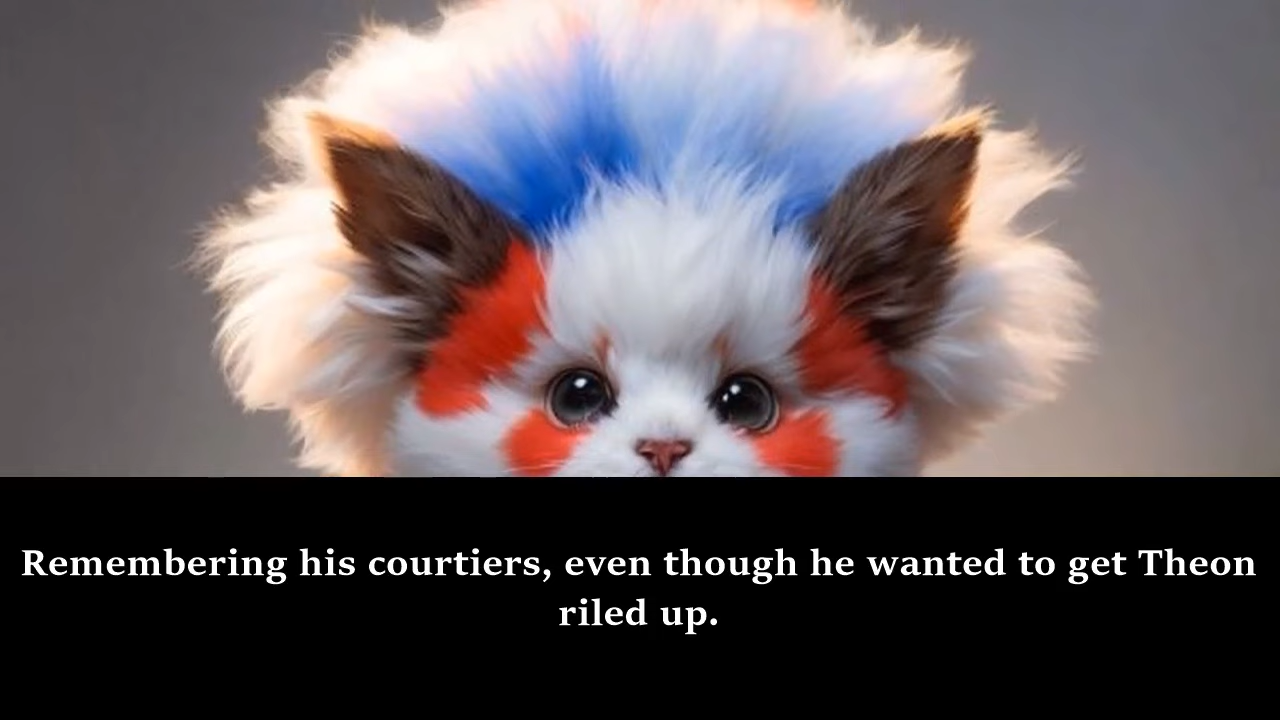 Remembering his courtiers, even though he wanted to get Theon
riled up.